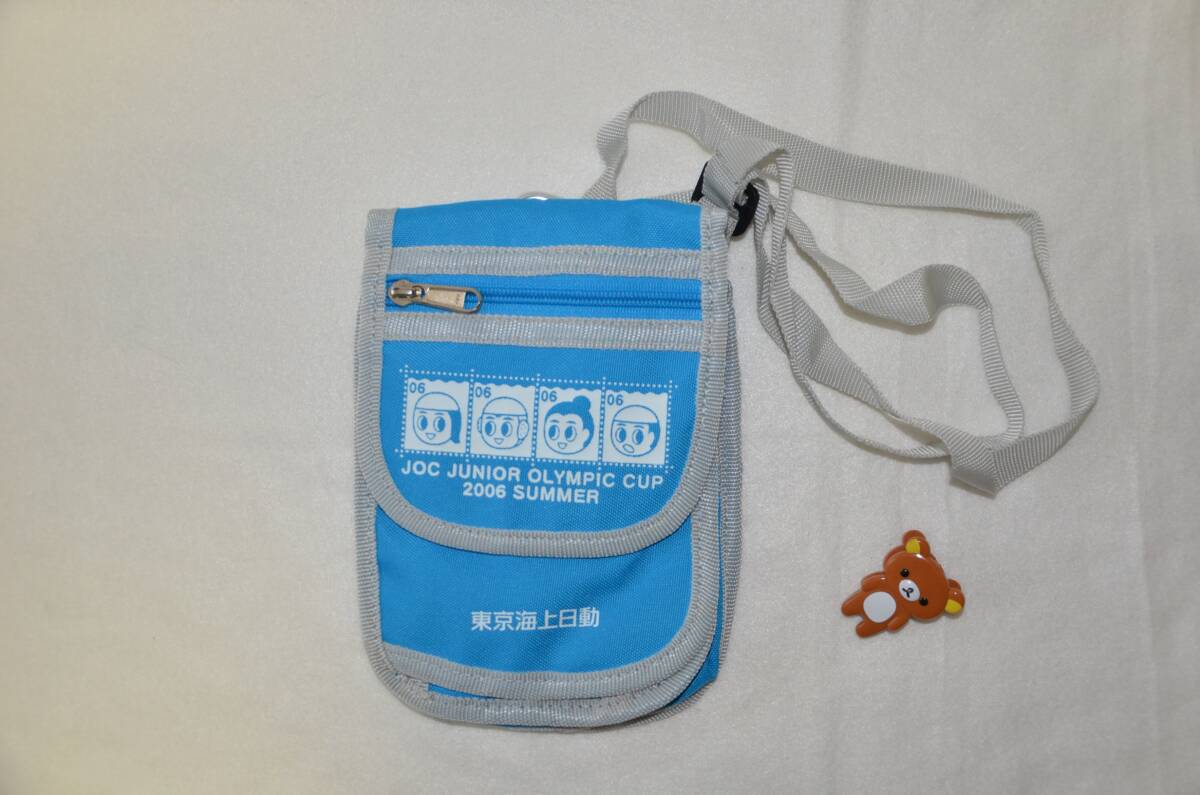 06 06 06 06
JOC JUNIOR OLYMPIC CUP
2006 SUMMER
東京海上日動